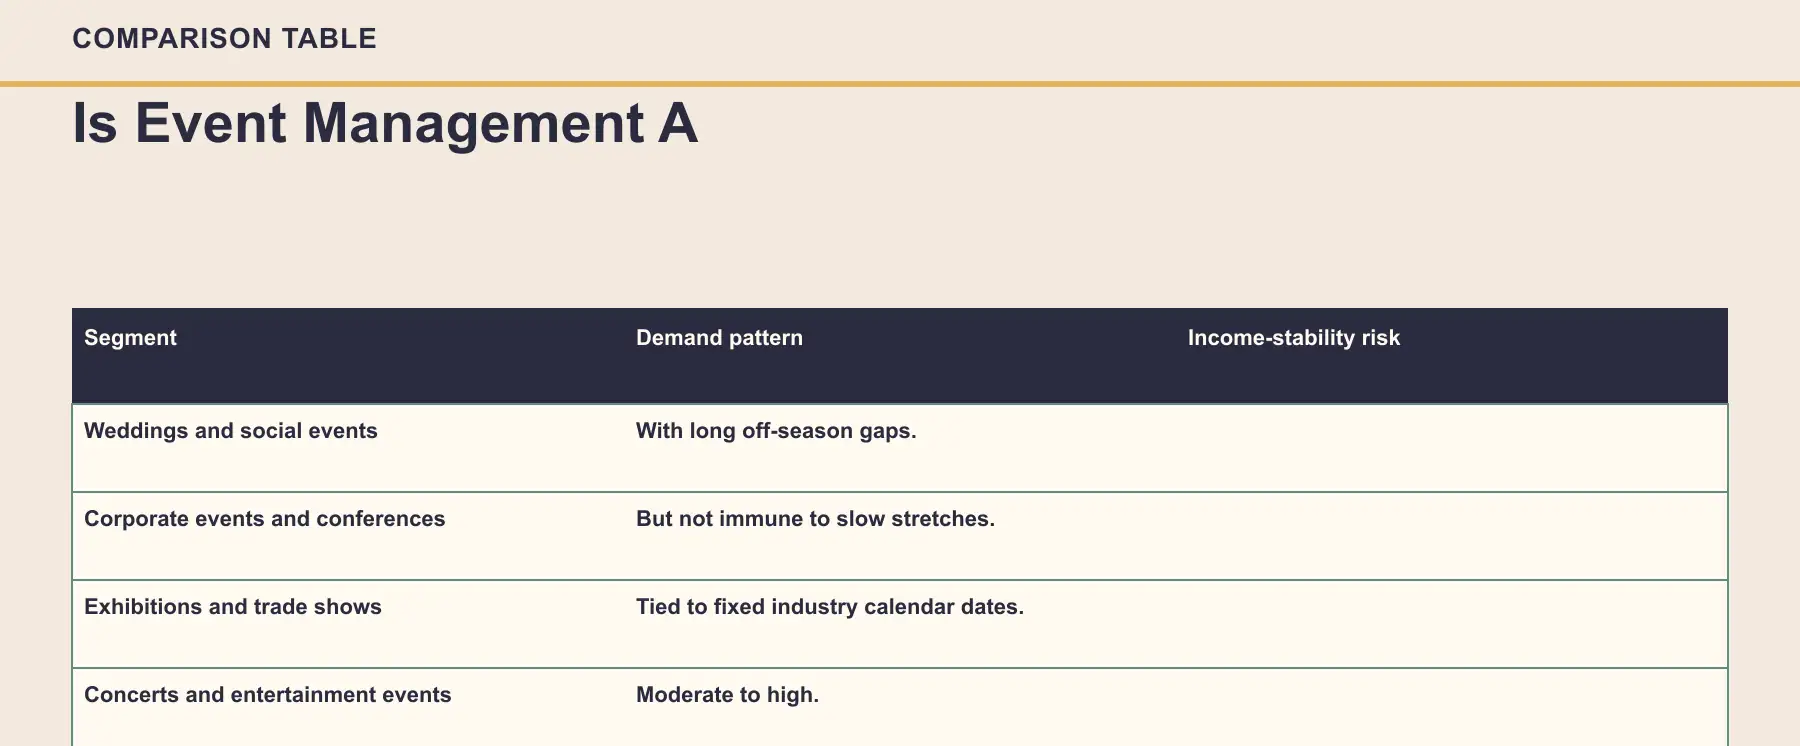 COMPARISON TABLE
Is Event Management A
Segment Demand pattern Income-stability risk
Weddings and social events With long off-season gaps.
Corporate events and conferences But not immune to slow stretches.
Exhibitions and trade shows Tied to fixed industry calendar dates.
Concerts and entertainment events Moderate to high.